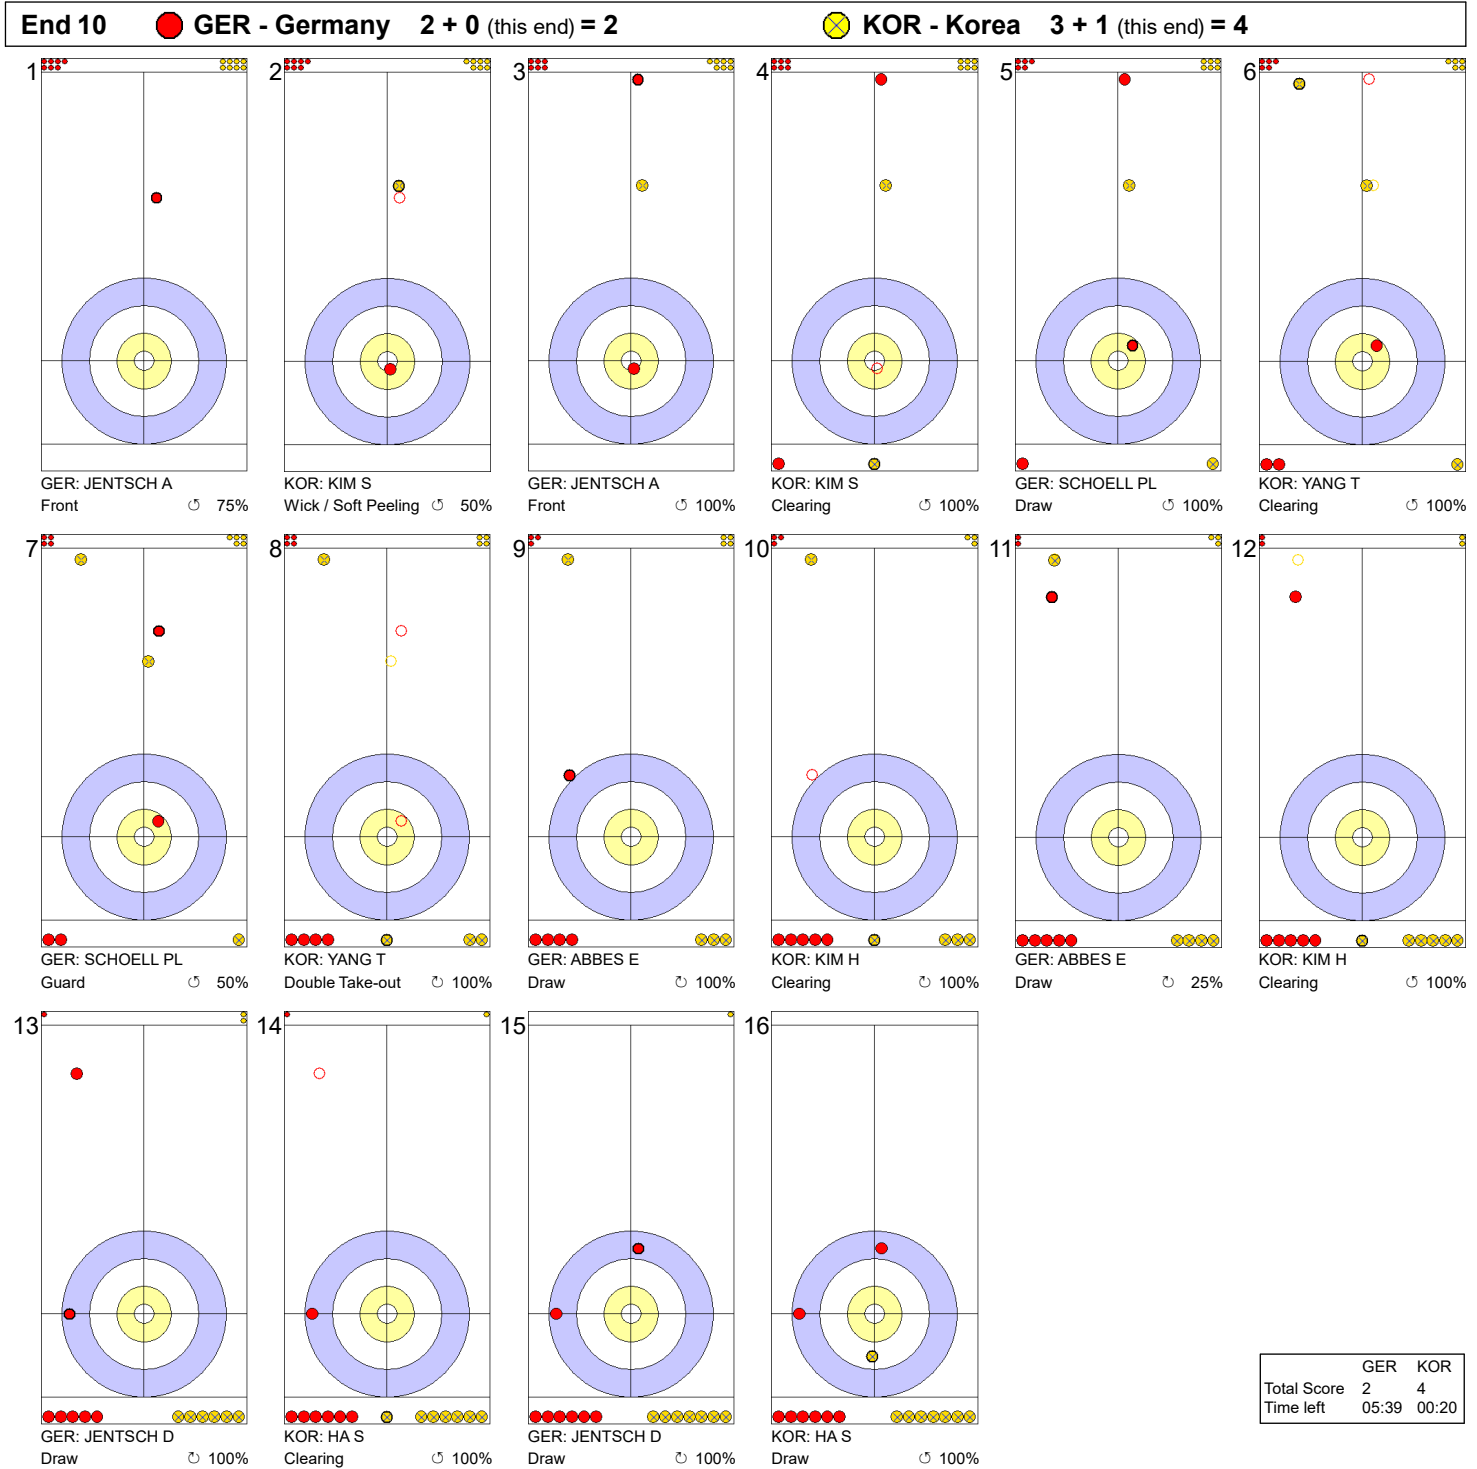 End 10 GER - Germany 2 + 0 (this end) = 2 KOR - Korea 3 + 1 (this end) = 4
1 2 3 4 5 6
GER: JENTSCH A KOR: KIM S GER: JENTSCH A KOR: KIM S GER: SCHOELL PL KOR: YANG T
Front 75% Wick / Soft Peeling 50% Front 100% Clearing 100% Draw 100% Clearing 100%
7 8 9 10 11 12
GER: SCHOELL PL KOR: YANG T GER: ABBES E KOR: KIM H GER: ABBES E KOR: KIM H
Guard 50% Double Take-out 100% Draw 100% Clearing 100% Draw 25% Clearing 100%
13 14 15 16
GER: JENTSCH D KOR: HA S GER: JENTSCH D KOR: HA S
Draw 100% Clearing 100% Draw 100% Draw 100%
GER KOR
Total Score 2 4
Time left 05:39 00:20